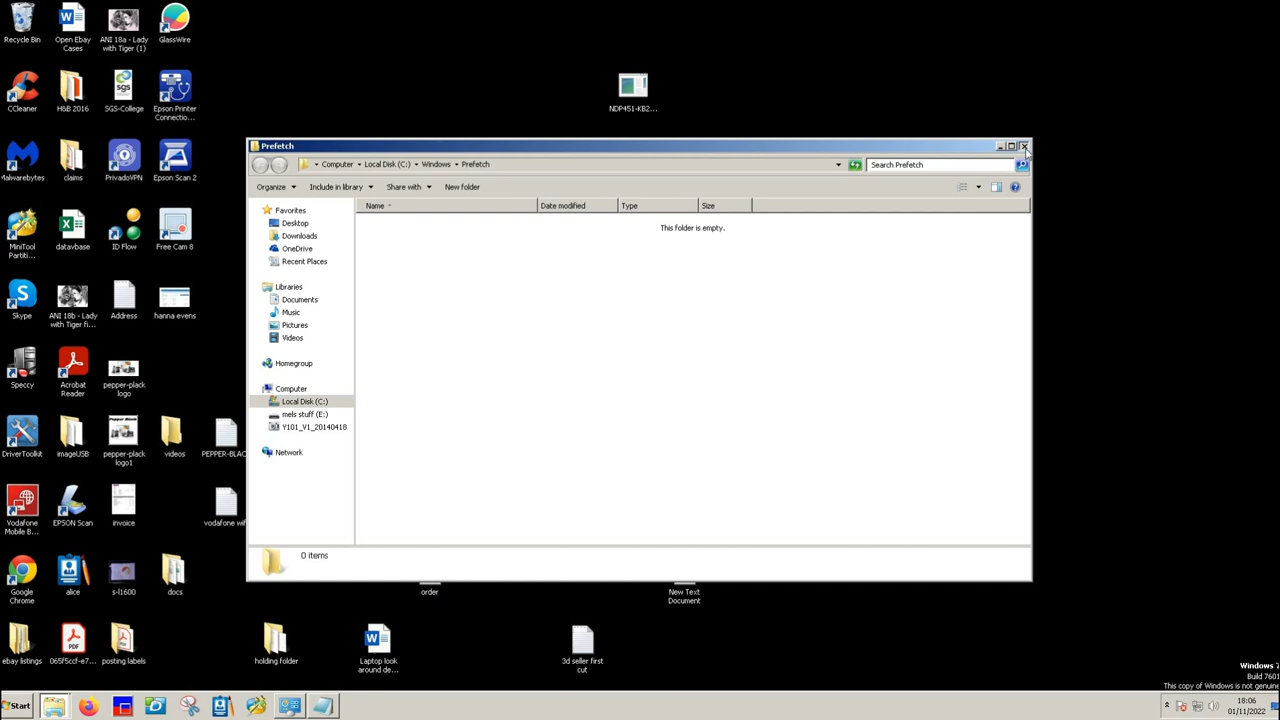 Recycle Bin
Open Ebay
Cases
ANI 18a - Lady
with Tiger (1)
GlassWire
CCleaner
H&B 2016
SGS-College
Epson Printer
Connectio...
NDP451-KB2...
Malwarebytes
claims
PrivadoVPN
Epson Scan 2
MiniTool
Partiti...
datavbase
ID Flow
Free Cam 8
Skype
ANI 18b - Lady
with Tiger fi...
Address
hanna evens
Speccy
Acrobat
Reader
pepper-plack
logo
DriverToolkit
imageUSB
pepper-plack
logo1
videos
PEPPER-BLAC
Vodafone
Mobile B...
EPSON Scan
invoice
vodafone wif
Google
Chrome
alice
s-l1600
docs
order
New Text
Document
ebay listings
065f5ccf-e7...
posting labels
holding folder
Laptop look
around de...
3d seller first
cut
Prefetch
Computer
Local Disk (C:)
Windows
Prefetch
Search Prefetch
Organize
Include in library
Share with
New folder
Name
Date modified
Type
Size
This folder is empty.
Favorites
Desktop
Downloads
OneDrive
Recent Places
Libraries
Documents
Music
Pictures
Videos
Homegroup
Computer
Local Disk (C:)
mels stuff (E:)
Y101_V1_20140418
Network
0 items
Windows 7
Build 7601
This copy of Windows is not genuine
Start
18:06
01/11/2022